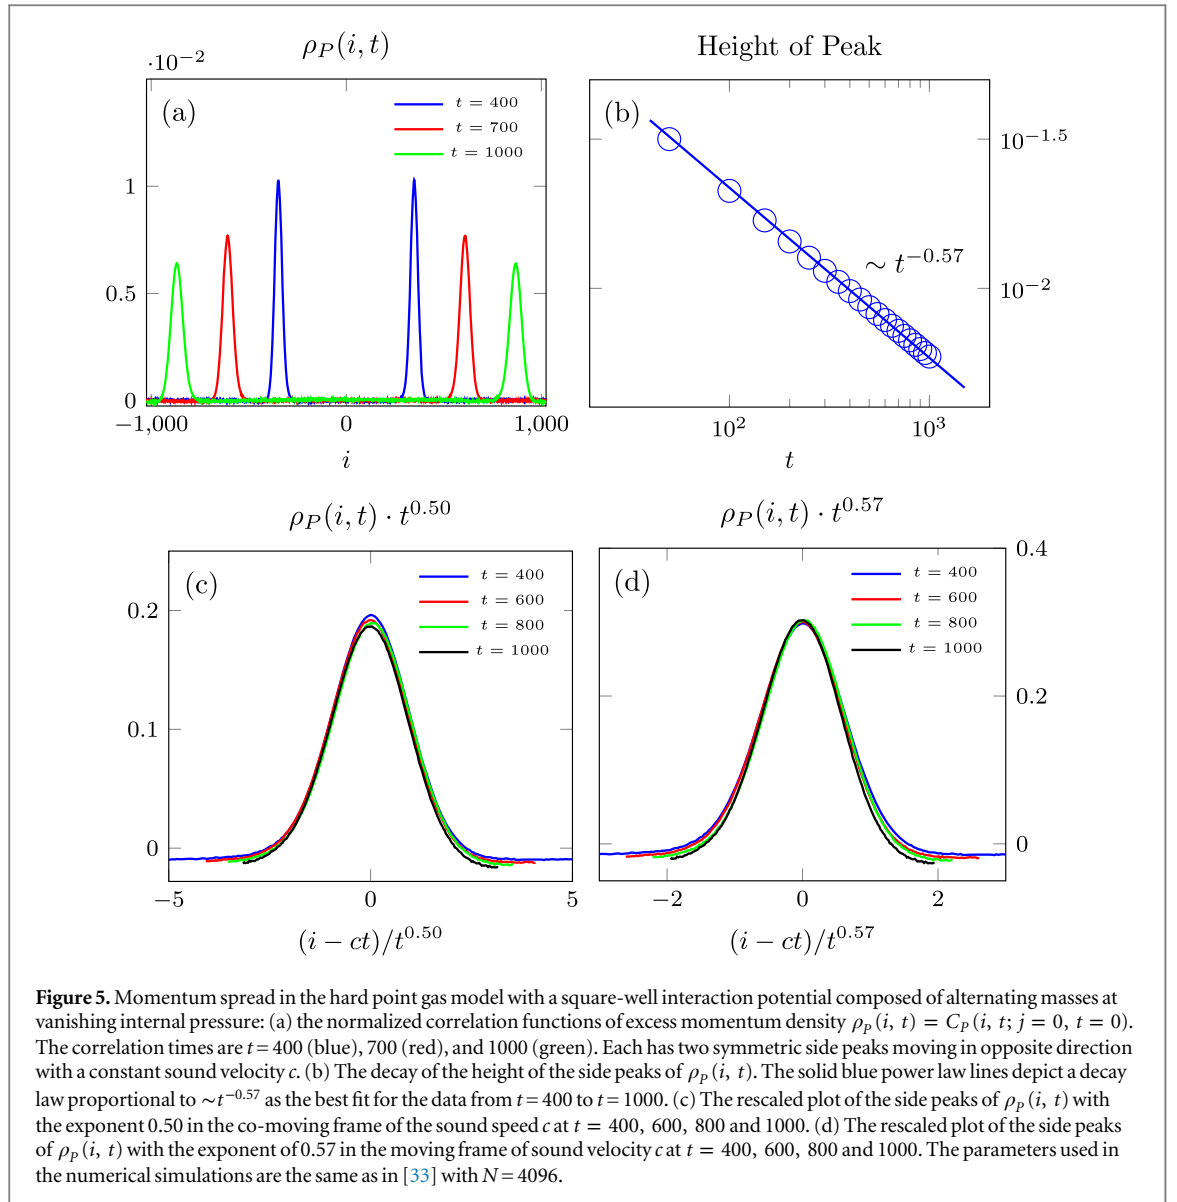 ρ_P(i, t)
·10⁻²
(a)
t = 400
t = 700
t = 1000
1
0.5
0
−1,000
0
1,000
i
Height of Peak
(b)
10⁻¹·⁵
∼ t⁻⁰·⁵⁷
10⁻²
10²
10³
t
ρ_P(i, t) · t⁰·⁵⁰
(c)
t = 400
t = 600
t = 800
t = 1000
0.2
0.1
0
−5
0
5
(i − ct)/t⁰·⁵⁰
ρ_P(i, t) · t⁰·⁵⁷
(d)
t = 400
t = 600
t = 800
t = 1000
0.4
0.2
0
−2
0
2
(i − ct)/t⁰·⁵⁷
Figure 5. Momentum spread in the hard point gas model with a square-well interaction potential composed of alternating masses at
vanishing internal pressure: (a) the normalized correlation functions of excess momentum density ρ_P(i, t) = C_P(i, t; j = 0, t = 0).
The correlation times are t = 400 (blue), 700 (red), and 1000 (green). Each has two symmetric side peaks moving in opposite direction
with a constant sound velocity c. (b) The decay of the height of the side peaks of ρ_P(i, t). The solid blue power law lines depict a decay
law proportional to ∼t⁻⁰·⁵⁷ as the best fit for the data from t = 400 to t = 1000. (c) The rescaled plot of the side peaks of ρ_P(i, t) with
the exponent 0.50 in the co-moving frame of the sound speed c at t = 400, 600, 800 and 1000. (d) The rescaled plot of the side peaks
of ρ_P(i, t) with the exponent of 0.57 in the moving frame of sound velocity c at t = 400, 600, 800 and 1000. The parameters used in
the numerical simulations are the same as in [33] with N = 4096.